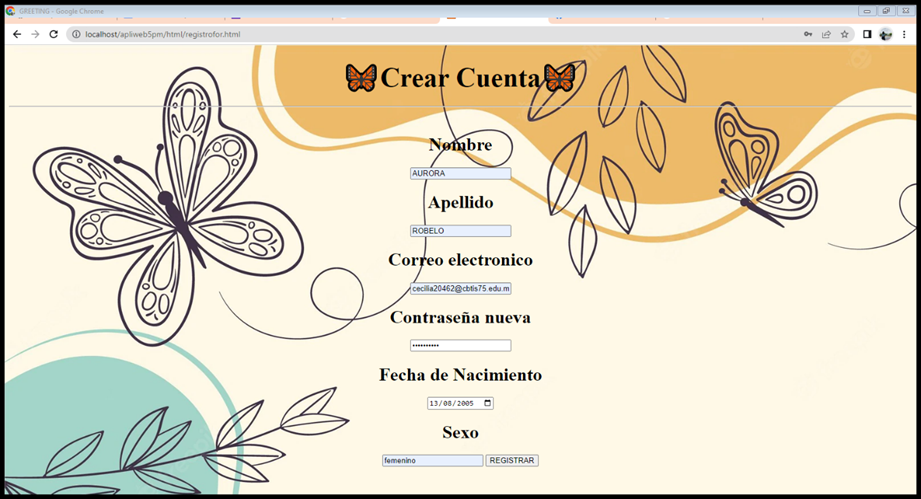 GREETING - Google Chrome
localhost/apliweb5pm/html/registrofor.html
Crear Cuenta
Nombre
AURORA
Apellido
ROBELO
Correo electronico
cecilia20462@cbtis75.edu.m
Contraseña nueva
••••••••••
Fecha de Nacimiento
13/08/2005
Sexo
femenino REGISTRAR